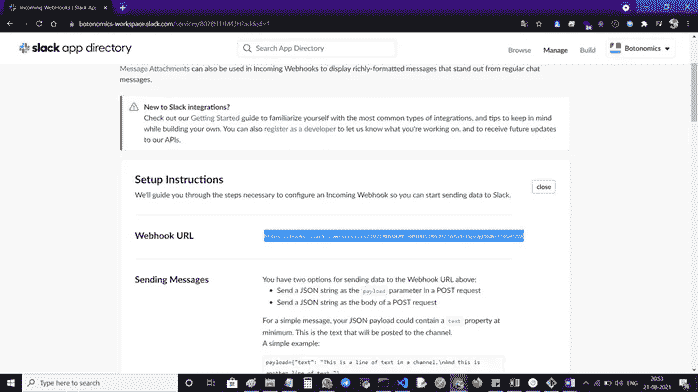 Incoming WebHooks | Slack App
botonomics-workspace.slack.com/services/
slack app directory
Search App Directory
Browse
Manage
Build
Botonomics
Message Attachments can also be used in Incoming Webhooks to display richly-formatted messages that stand out from regular chat
messages.
New to Slack integrations?
Check out our Getting Started guide to familiarize yourself with the most common types of integrations, and tips to keep in mind
while building your own. You can also register as a developer to let us know what you're working on, and to receive future updates
to our APIs.
Setup Instructions
close
We'll guide you through the steps necessary to configure an Incoming Webhook so you can start sending data to Slack.
Webhook URL
Sending Messages
You have two options for sending data to the Webhook URL above:
• Send a JSON string as the payload parameter in a POST request
• Send a JSON string as the body of a POST request
For a simple message, your JSON payload could contain a text property at
minimum. This is the text that will be posted to the channel.
A simple example:
payload={"text": "This is a line of text in a channel.\nAnd this is
another line of text."}
Type here to search
ENG
20:53
21-08-2021